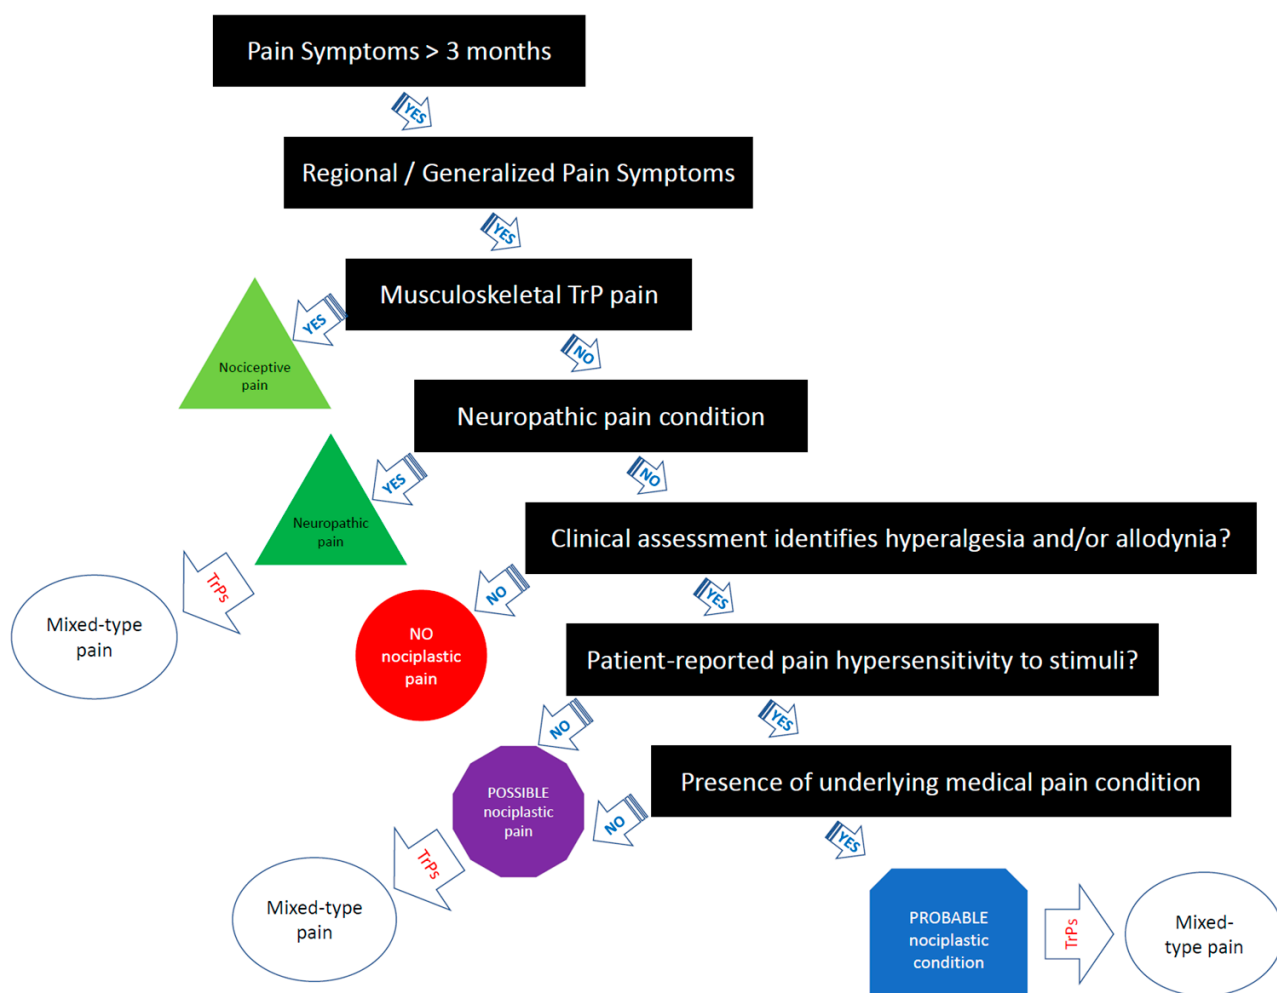 Pain Symptoms > 3 months
YES
Regional / Generalized Pain Symptoms
YES
Musculoskeletal TrP pain
YES
Nociceptive
pain
NO
Neuropathic pain condition
YES
Neuropathic
pain
TrPs
Mixed-type
pain
NO
Clinical assessment identifies hyperalgesia and/or allodynia?
NO
NO
nociplastic
pain
YES
Patient-reported pain hypersensitivity to stimuli?
NO
YES
POSSIBLE
nociplastic
pain
Presence of underlying medical pain condition
NO
TrPs
Mixed-type
pain
YES
PROBABLE
nociplastic
condition
TrPs
Mixed-
type pain